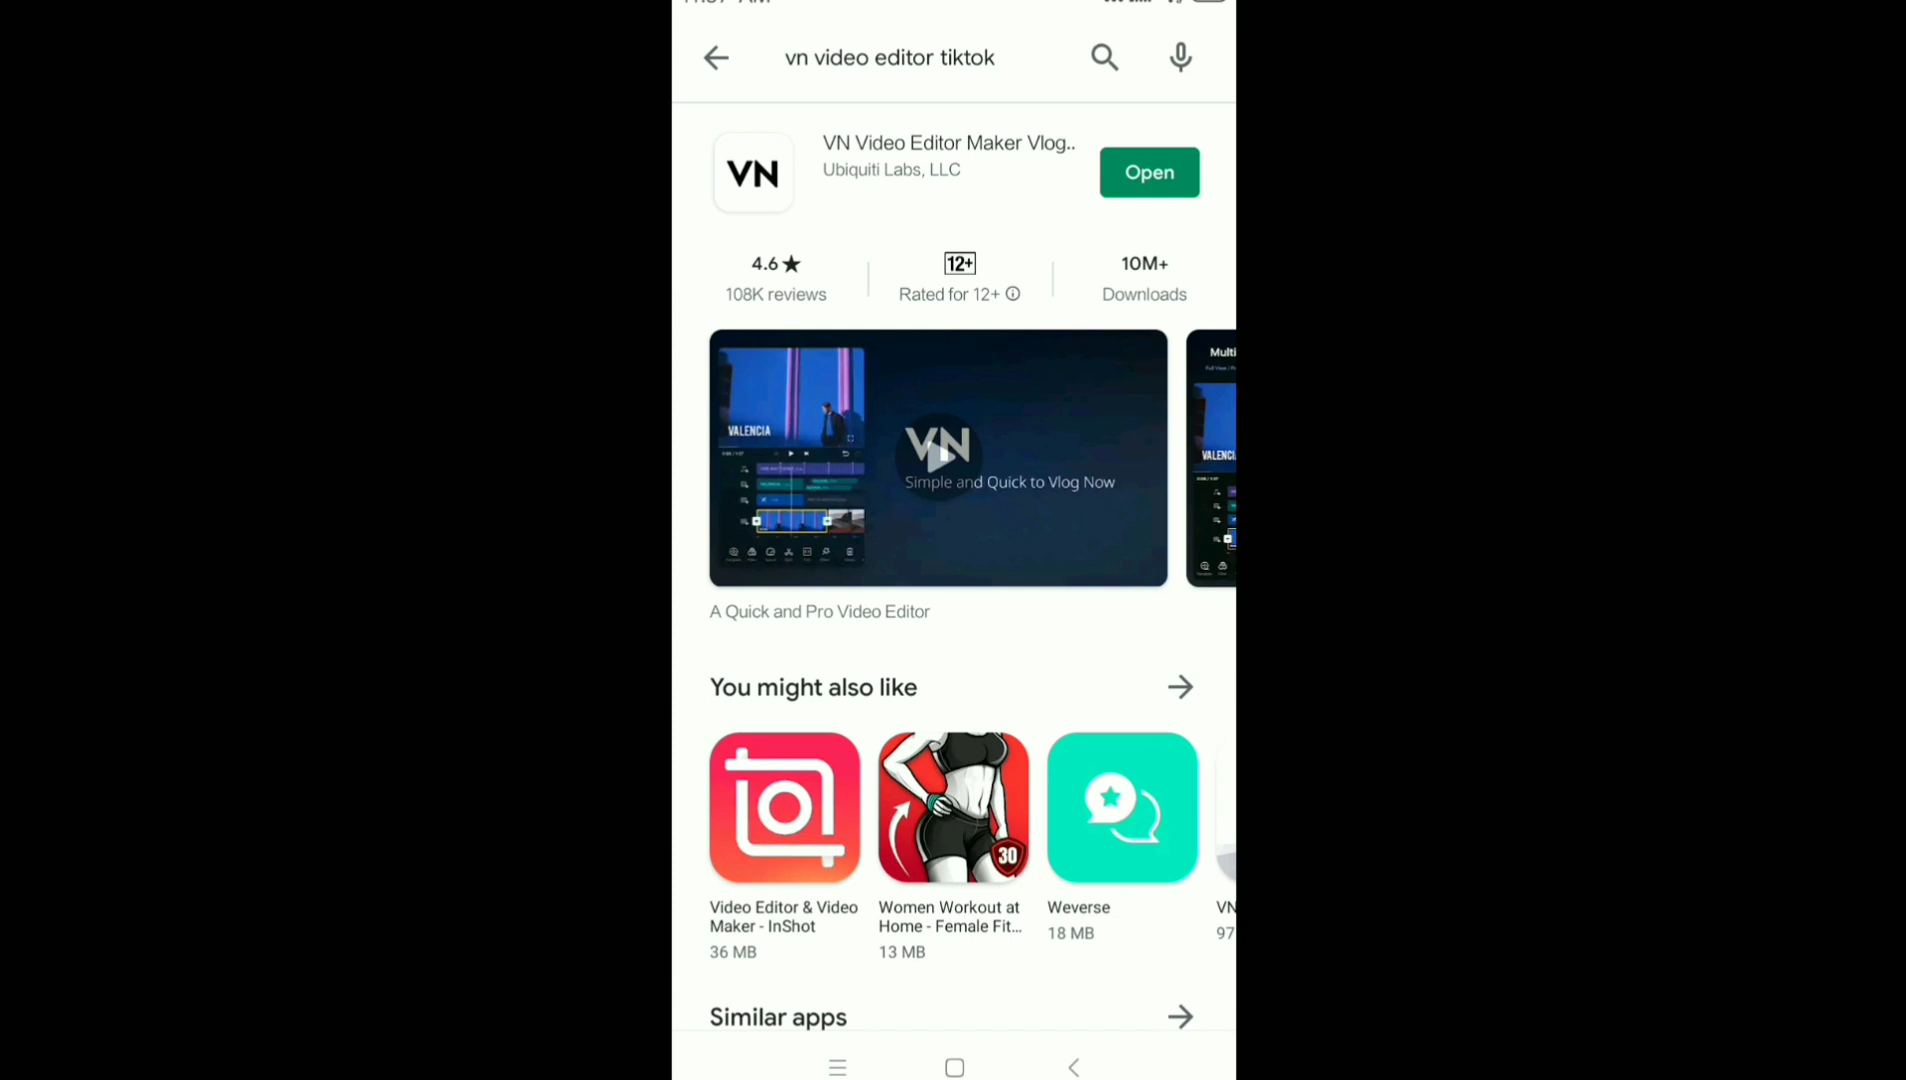 vn video editor tiktok
VN
VN Video Editor Maker Vlog..
Ubiquiti Labs, LLC
Open
4.6★
108K reviews
12+
Rated for 12+
10M+
Downloads
VALENCIA
VN
Simple and Quick to Vlog Now
Multi
VALENCI
A Quick and Pro Video Editor
You might also like
30
Video Editor & Video
Maker - InShot
36 MB
Women Workout at
Home - Female Fit...
13 MB
Weverse
18 MB
VN
97
Similar apps